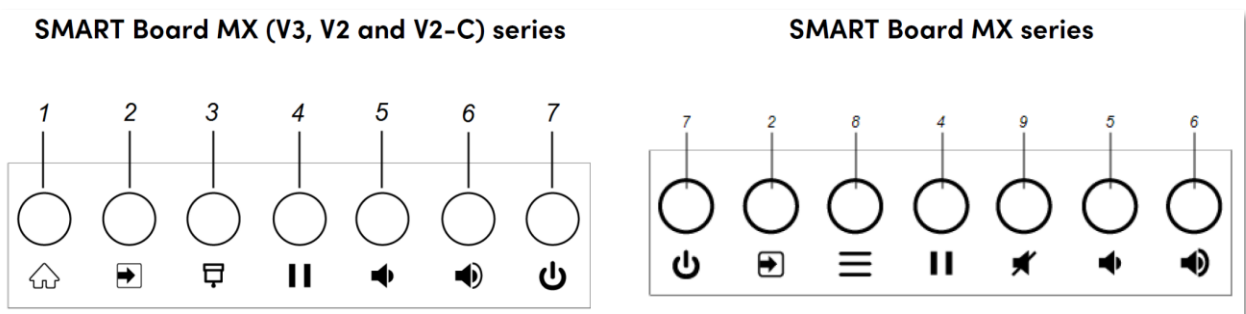 SMART Board MX (V3, V2 and V2-C) series
1 2 3 4 5 6 7
SMART Board MX series
7 2 8 4 9 5 6